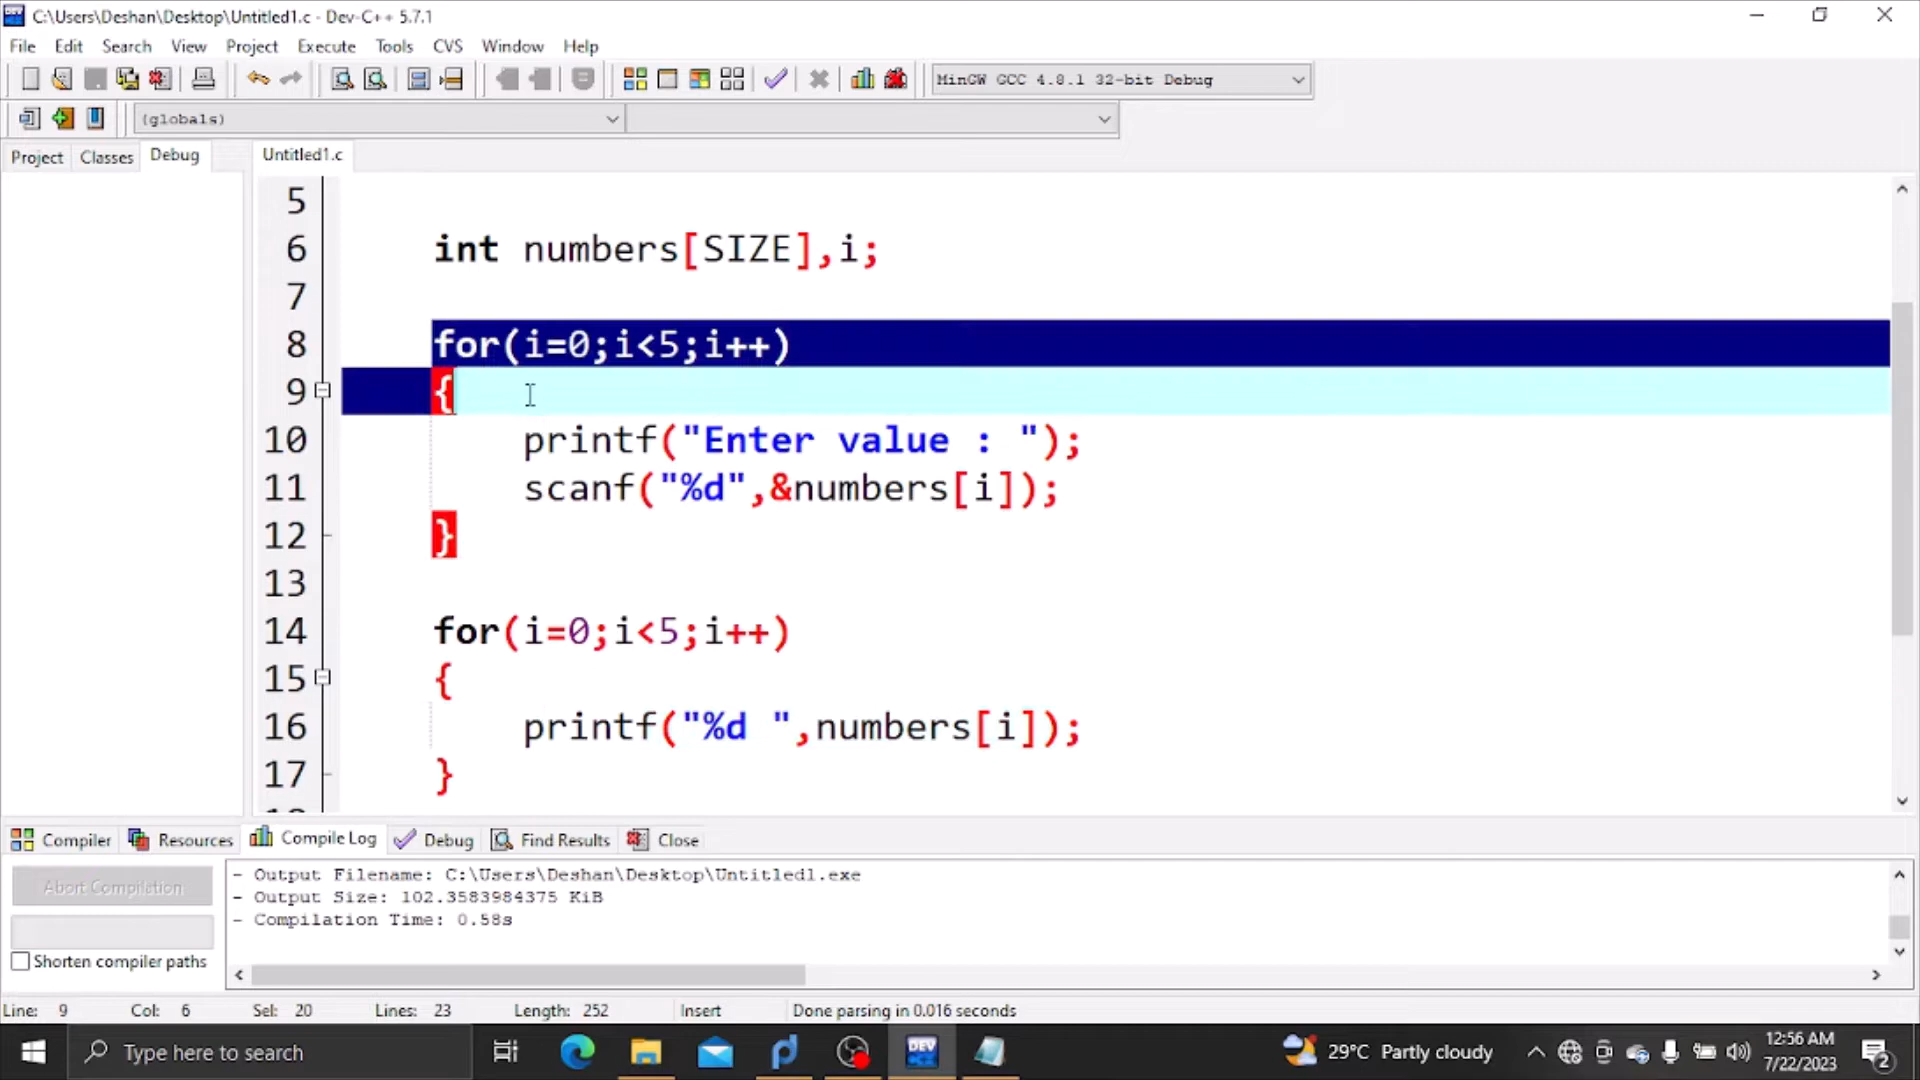 C:\Users\Deshan\Desktop\Untitled1.c - Dev-C++ 5.7.1
File Edit Search View Project Execute Tools CVS Window Help
MinGW GCC 4.8.1 32-bit Debug
(globals)
Project Classes Debug Untitled1.c
5
6 int numbers[SIZE],i;
7
8 for(i=0;i<5;i++)
9 {
10 printf("Enter value : ");
11 scanf("%d",&numbers[i]);
12 }
13
14 for(i=0;i<5;i++)
15 {
16 printf("%d ",numbers[i]);
17 }
Compiler Resources Compile Log Debug Find Results Close
Abort Compilation
- Output Filename: C:\Users\Deshan\Desktop\Untitled1.exe
- Output Size: 102.3583984375 KiB
- Compilation Time: 0.58s
Shorten compiler paths
Line: 9 Col: 6 Sel: 20 Lines: 23 Length: 252 Insert Done parsing in 0.016 seconds
Type here to search
DEV
29°C Partly cloudy
12:56 AM
7/22/2023
2